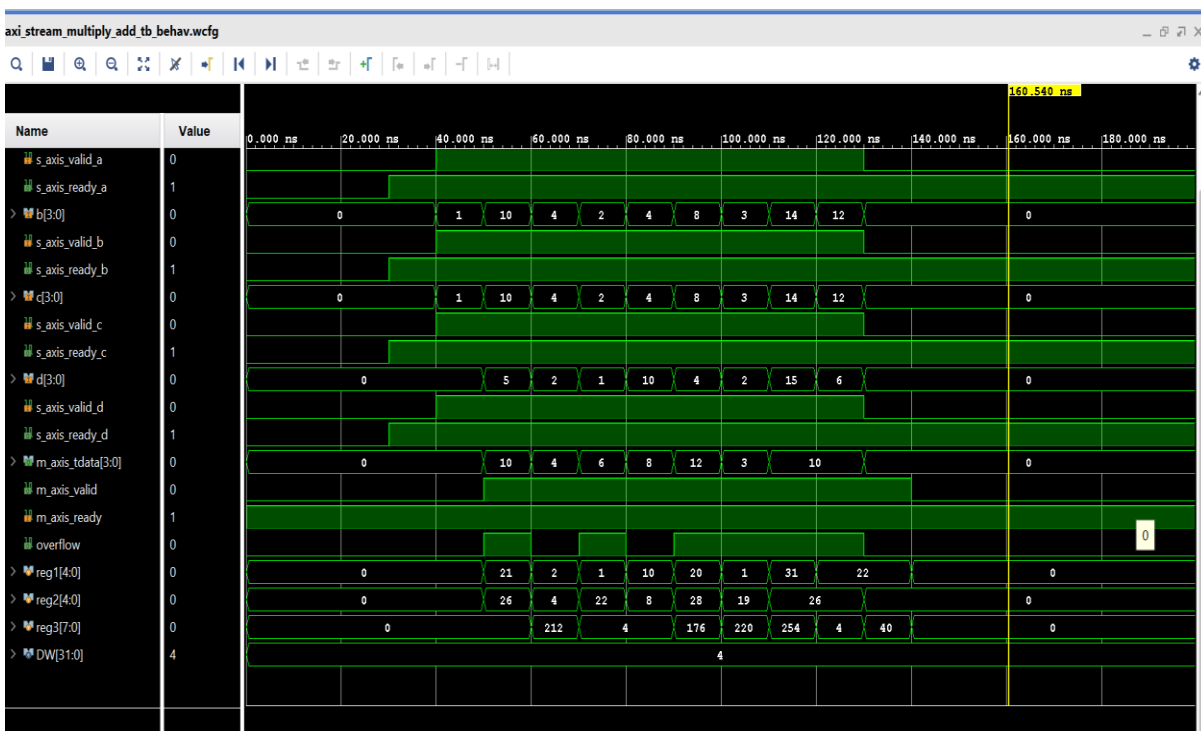 axi_stream_multiply_add_tb_behav.wcfg
160.540 ns
Name Value 0.000 ns 20.000 ns 40.000 ns 60.000 ns 80.000 ns 100.000 ns 120.000 ns 140.000 ns 160.000 ns 180.000 ns
s_axis_valid_a 0
s_axis_ready_a 1
b[3:0] 0 0 1 10 4 2 4 8 3 14 12 0
s_axis_valid_b 0
s_axis_ready_b 1
c[3:0] 0 0 1 10 4 2 4 8 3 14 12 0
s_axis_valid_c 0
s_axis_ready_c 1
d[3:0] 0 0 5 2 1 10 4 2 15 6 0
s_axis_valid_d 0
s_axis_ready_d 1
m_axis_tdata[3:0] 0 0 10 4 6 8 12 3 10 0
m_axis_valid 0
m_axis_ready 1
overflow 0 0
reg1[4:0] 0 0 21 2 1 10 20 1 31 22 0
reg2[4:0] 0 0 26 4 22 8 28 19 26 0
reg3[7:0] 0 0 212 4 176 220 254 4 40 0
DW[31:0] 4 4